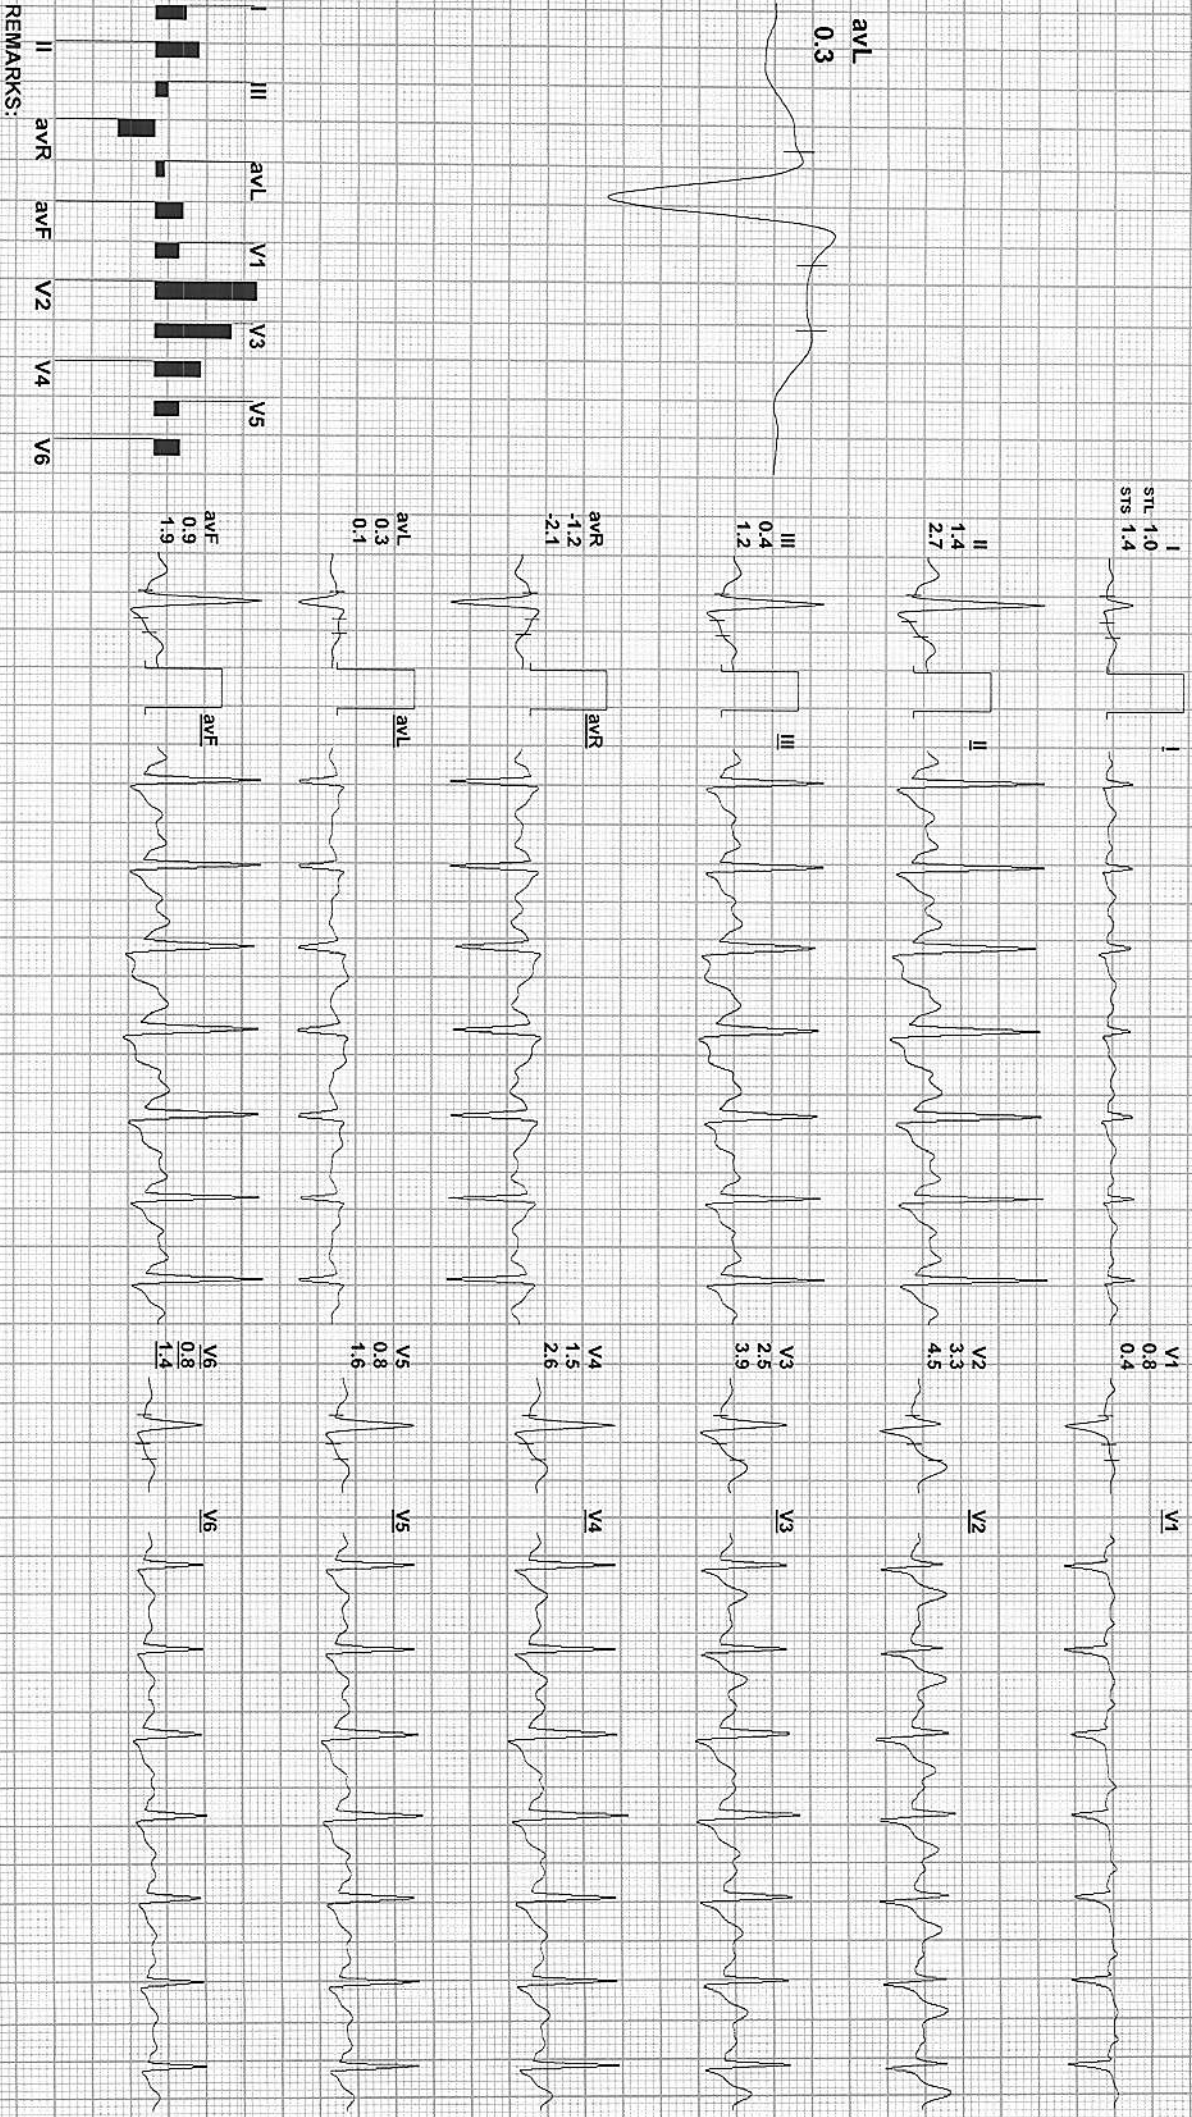 avL
0.3
I
III
avL
V1
V3
V5
II
avR
avF
V2
V4
V6
REMARKS:
I
STL 1.0
STS 1.4
I
II
1.4
2.7
II
III
0.4
1.2
III
avR
-1.2
-2.1
avR
avL
0.3
0.1
avL
avF
0.9
1.9
avF
V1
0.8
0.4
V1
V2
3.3
4.5
V2
V3
2.5
3.9
V3
V4
1.5
2.6
V4
V5
0.8
1.6
V5
V6
0.8
1.4
V6